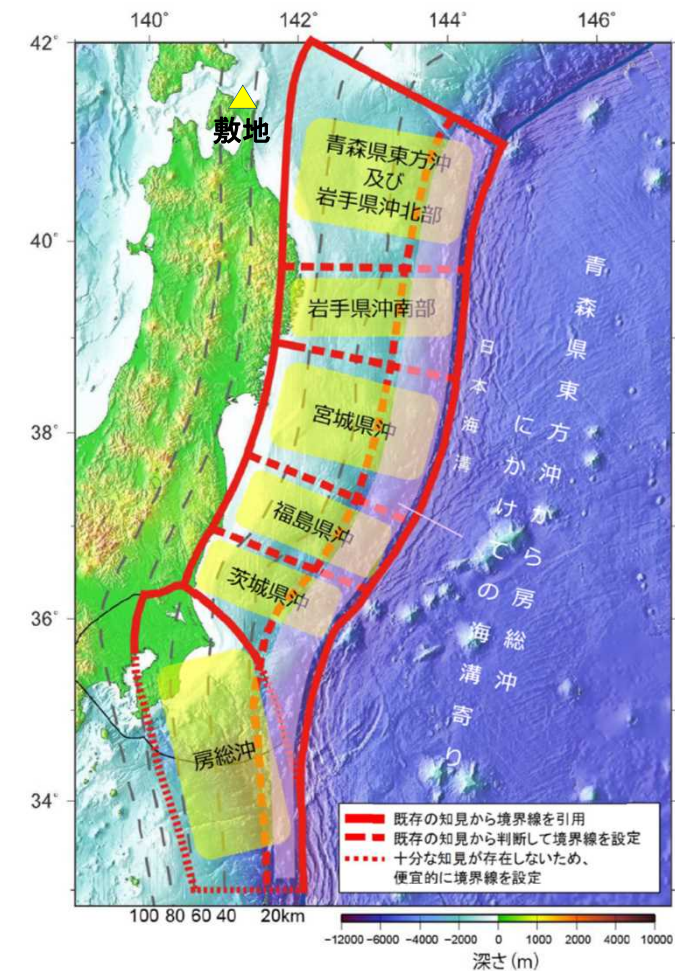 140°
142°
144°
146°
42°
敷地
青森県東方沖
及び
岩手県沖北部
40°
岩手県沖南部
青森県東方沖から房総沖
にかけての海溝寄り
日本海溝
38°
宮城県沖
福島県沖
茨城県沖
36°
房総沖
34°
既存の知見から境界線を引用
既存の知見から判断して境界線を設定
十分な知見が存在しないため、
便宜的に境界線を設定
100 80 60 40 20km
-12000 -6000 -4000 -2000 0 1000 2000 4000 10000
深さ(m)